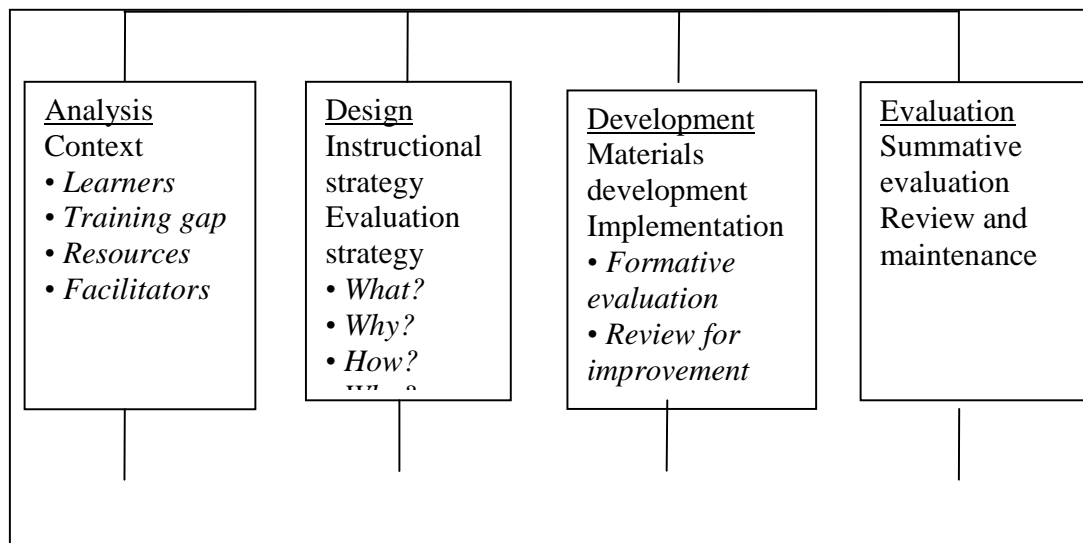 Analysis
Context
• Learners
• Training gap
• Resources
• Facilitators
Design
Instructional
strategy
Evaluation
strategy
• What?
• Why?
• How?
Development
Materials
development
Implementation
• Formative
evaluation
• Review for
improvement
Evaluation
Summative
evaluation
Review and
maintenance